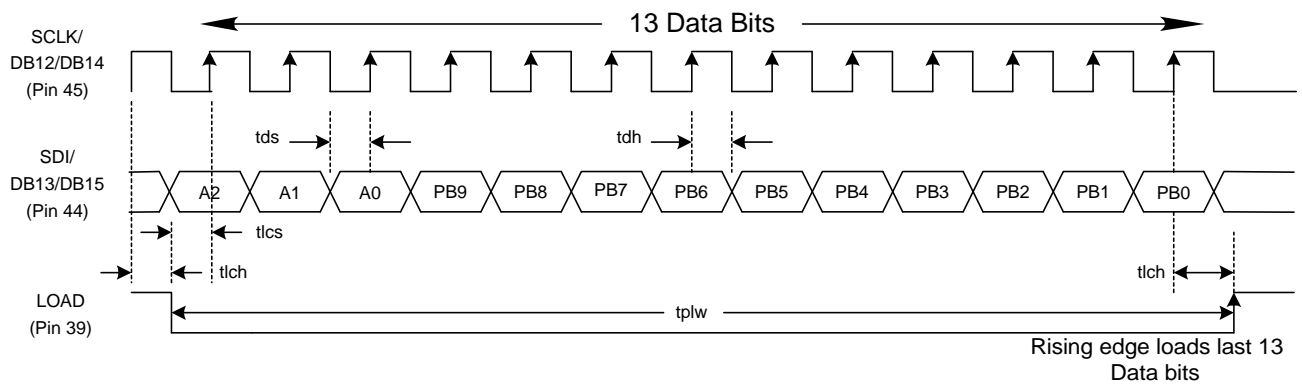 13 Data Bits
SCLK/
DB12/DB14
(Pin 45)
tds
tdh
SDI/
DB13/DB15
(Pin 44)
A2 A1 A0 PB9 PB8 PB7 PB6 PB5 PB4 PB3 PB2 PB1 PB0
tlcs
tlch
tlch
LOAD
(Pin 39)
tplw
Rising edge loads last 13
Data bits